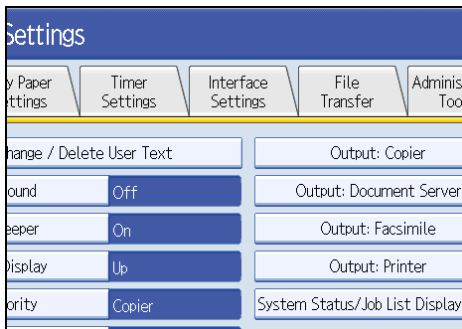 Settings
y Paper Settings
Timer Settings
Interface Settings
File Transfer
Adminis Too
hange / Delete User Text
Output: Copier
ound Off
Output: Document Server
eeper On
Output: Facsimile
Display Up
Output: Printer
ority Copier
System Status/Job List Display